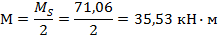 М = M_S/2 = 71,06/2 = 35,53 кН · м